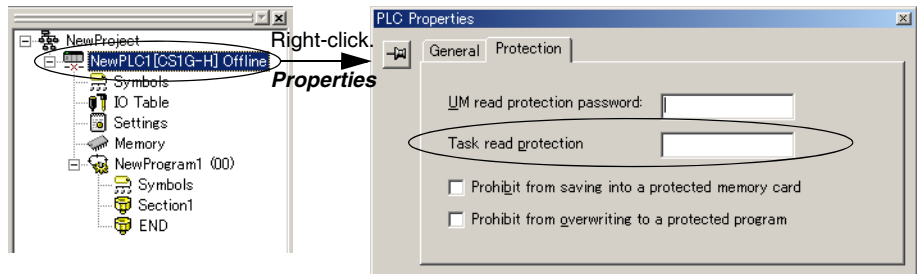 NewProject
NewPLC1[CS1G-H] Offline
Symbols
IO Table
Settings
Memory
NewProgram1 (00)
Symbols
Section1
END
Right-click.
Properties
PLC Properties
General
Protection
UM read protection password:
Task read protection
Prohibit from saving into a protected memory card
Prohibit from overwriting to a protected program